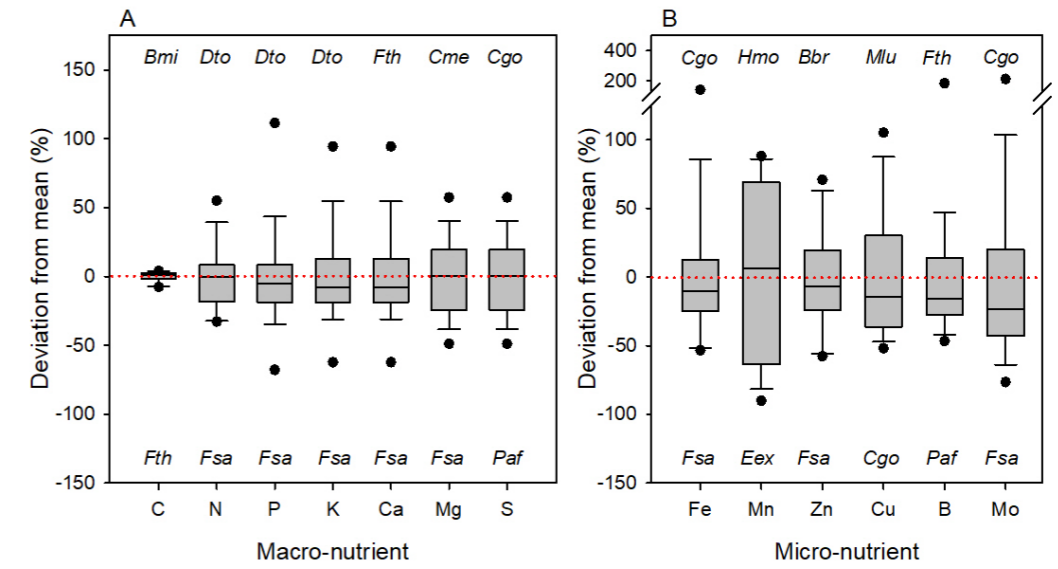 A
Bmi Dto Dto Dto Fth Cme Cgo
150
100
50
0
-50
-100
-150
Deviation from mean (%)
Fth Fsa Fsa Fsa Fsa Fsa Paf
C N P K Ca Mg S
Macro-nutrient
B
Cgo Hmo Bbr Mlu Fth Cgo
400
200
100
50
0
-50
-100
-150
Deviation from mean (%)
Fsa Eex Fsa Cgo Paf Fsa
Fe Mn Zn Cu B Mo
Micro-nutrient